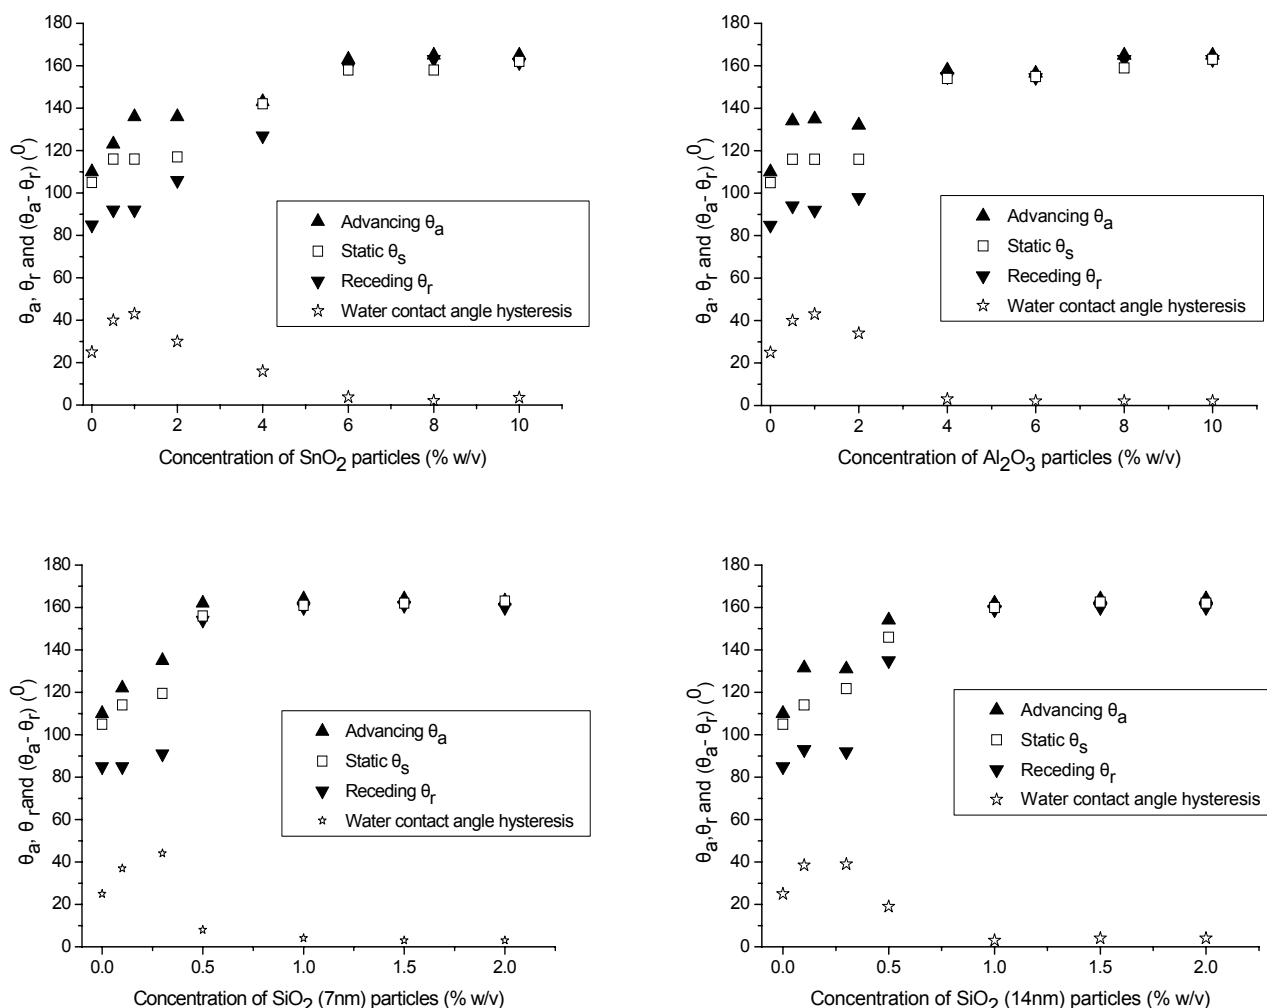 θa, θr and (θa- θr) (0)
180
160
140
120
100
80
60
40
20
0
0 2 4 6 8 10
Advancing θa
Static θs
Receding θr
Water contact angle hysteresis
Concentration of SnO2 particles (% w/v)
θa, θr and (θa- θr) (0)
180
160
140
120
100
80
60
40
20
0
0 2 4 6 8 10
Advancing θa
Static θs
Receding θr
Water contact angle hysteresis
Concentration of Al2O3 particles (% w/v)
θa, θ rand (θa- θr) (0)
180
160
140
120
100
80
60
40
20
0
0.0 0.5 1.0 1.5 2.0
Advancing θa
Static θs
Receding θr
Water contact angle hysteresis
Concentration of SiO2 (7nm) particles (% w/v)
θa,θr and (θa- θr) (0)
180
160
140
120
100
80
60
40
20
0
0.0 0.5 1.0 1.5 2.0
Advancing θa
Static θs
Receding θr
Water contact angle hysteresis
Concentration of SiO2 (14nm) particles (% w/v)